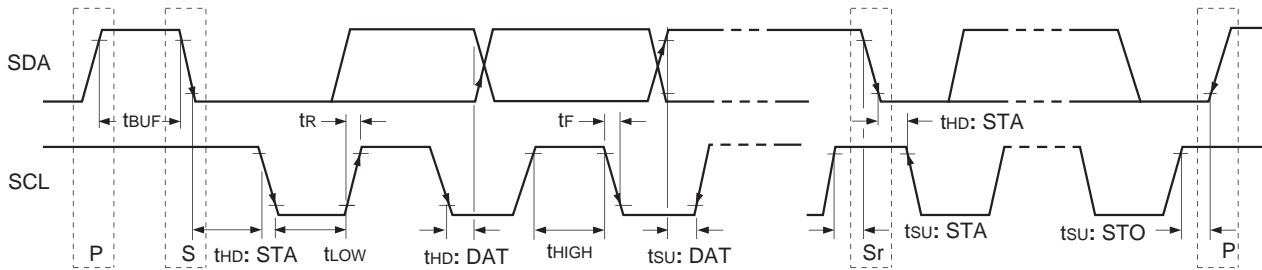 SDA
tBUF
tR
tF
tHD: STA
SCL
P
S
tHD: STA
tLOW
tHD: DAT
tHIGH
tSU: DAT
Sr
tSU: STA
tSU: STO
P